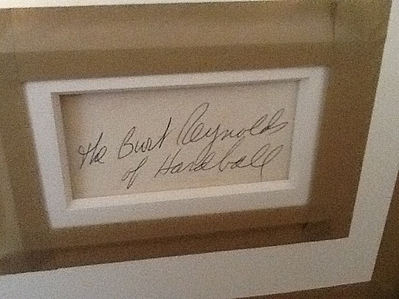 the Burt Reynolds
of Hardball